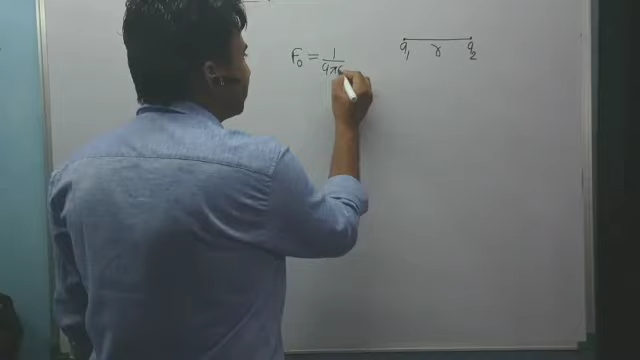 F₀ = 1/4πε
q₁ r q₂